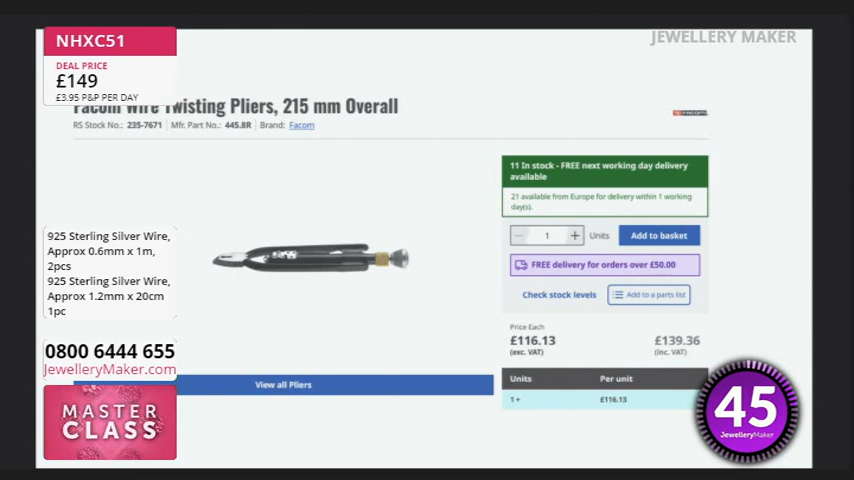 NHXC51
DEAL PRICE
£149
£3.95 P&P PER DAY
JEWELLERY MAKER
Facom Wire Twisting Pliers, 215 mm Overall
RS Stock No.: 235-7671 | Mfr. Part No.: 445.8R | Brand: Facom
FACOM
11 In stock - FREE next working day delivery
available
21 available from Europe for delivery within 1 working
day(s).
1
Units
Add to basket
FREE delivery for orders over £50.00
Check stock levels
Add to a parts list
Price Each
£116.13
(exc. VAT)
£139.36
(inc. VAT)
Units
Per unit
1 +
£116.13
925 Sterling Silver Wire,
Approx 0.6mm x 1m,
2pcs
925 Sterling Silver Wire,
Approx 1.2mm x 20cm
1pc
0800 6444 655
JewelleryMaker.com
View all Pliers
MASTER
CLASS
45
JewelleryMaker